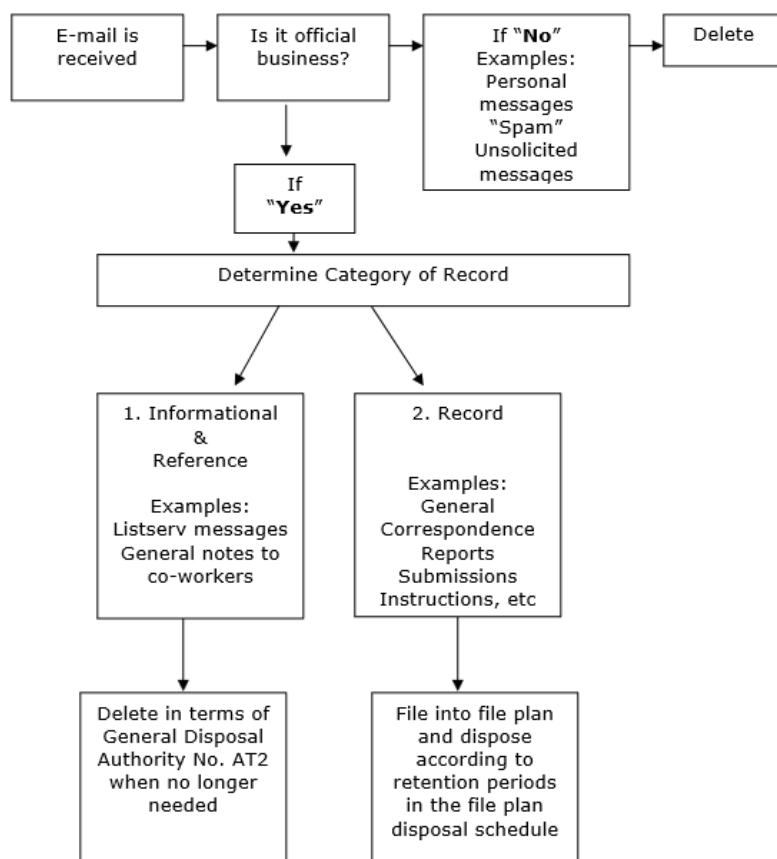 E-mail is
received
Is it official
business?
If “No”
Examples:
Personal
messages
“Spam”
Unsolicited
messages
Delete
If
“Yes”
Determine Category of Record
1. Informational
&
Reference
Examples:
Listserv messages
General notes to
co-workers
2. Record
Examples:
General
Correspondence
Reports
Submissions
Instructions, etc
Delete in terms of
General Disposal
Authority No. AT2
when no longer
needed
File into file plan
and dispose
according to
retention periods
in the file plan
disposal schedule